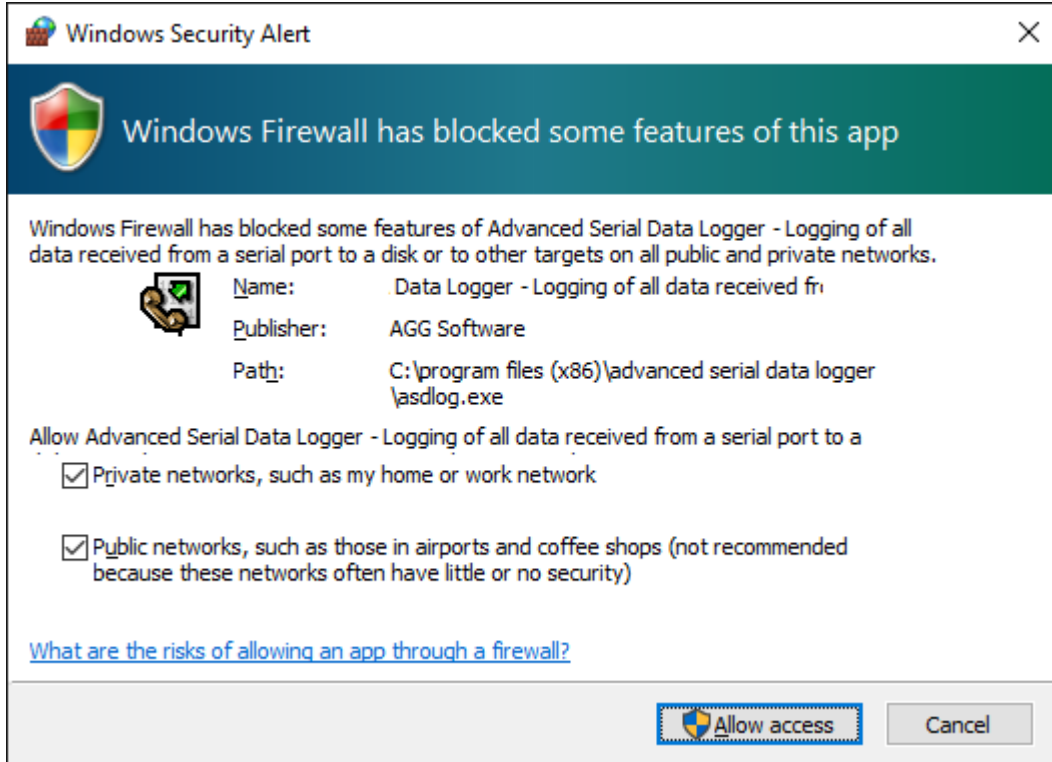 Windows Security Alert
Windows Firewall has blocked some features of this app
Windows Firewall has blocked some features of Advanced Serial Data Logger - Logging of all
data received from a serial port to a disk or to other targets on all public and private networks.
Name: Data Logger - Logging of all data received
Publisher: AGG Software
Path: C:\program files (x86)\advanced serial data logger
\asdlog.exe
Allow Advanced Serial Data Logger - Logging of all data received from a serial port to a
Private networks, such as my home or work network
Public networks, such as those in airports and coffee shops (not recommended
because these networks often have little or no security)
What are the risks of allowing an app through a firewall?
Allow access
Cancel